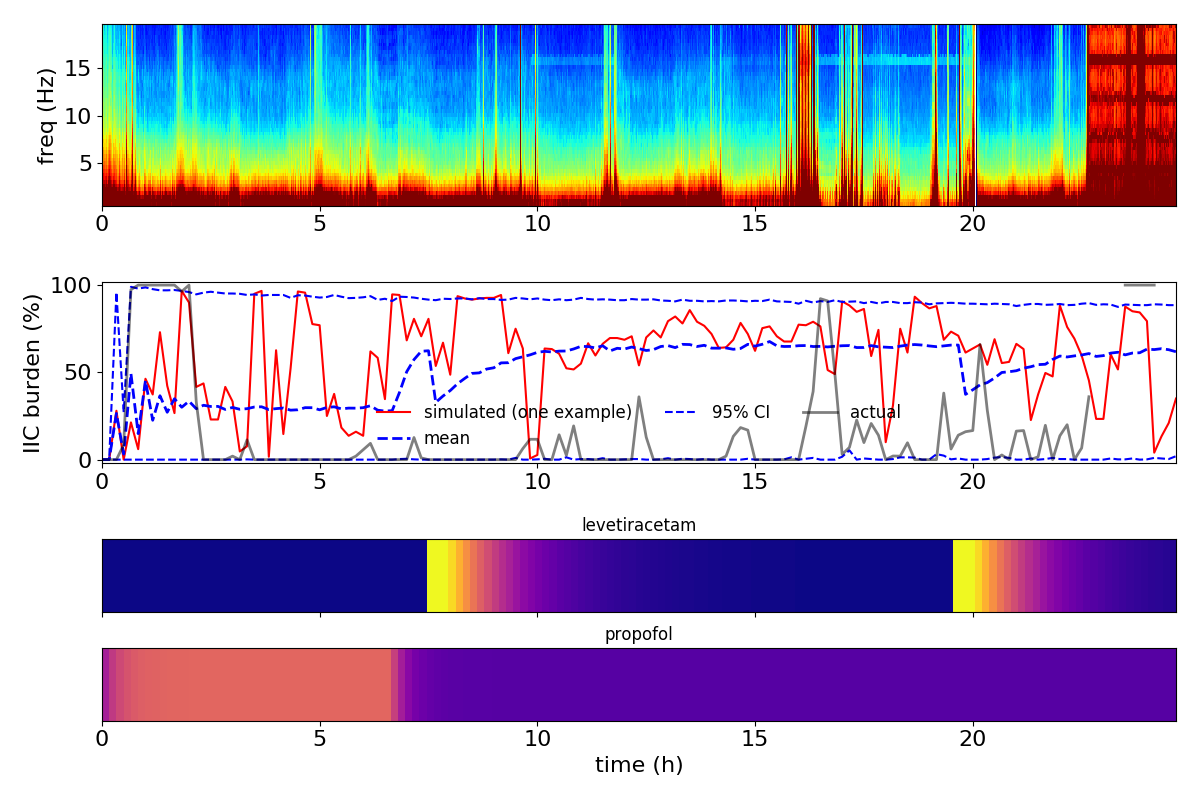 freq (Hz)
15
10
5
0 5 10 15 20
IIC burden (%)
100
50
0
simulated (one example) 95% CI actual
mean
0 5 10 15 20
levetiracetam
propofol
0 5 10 15 20
time (h)